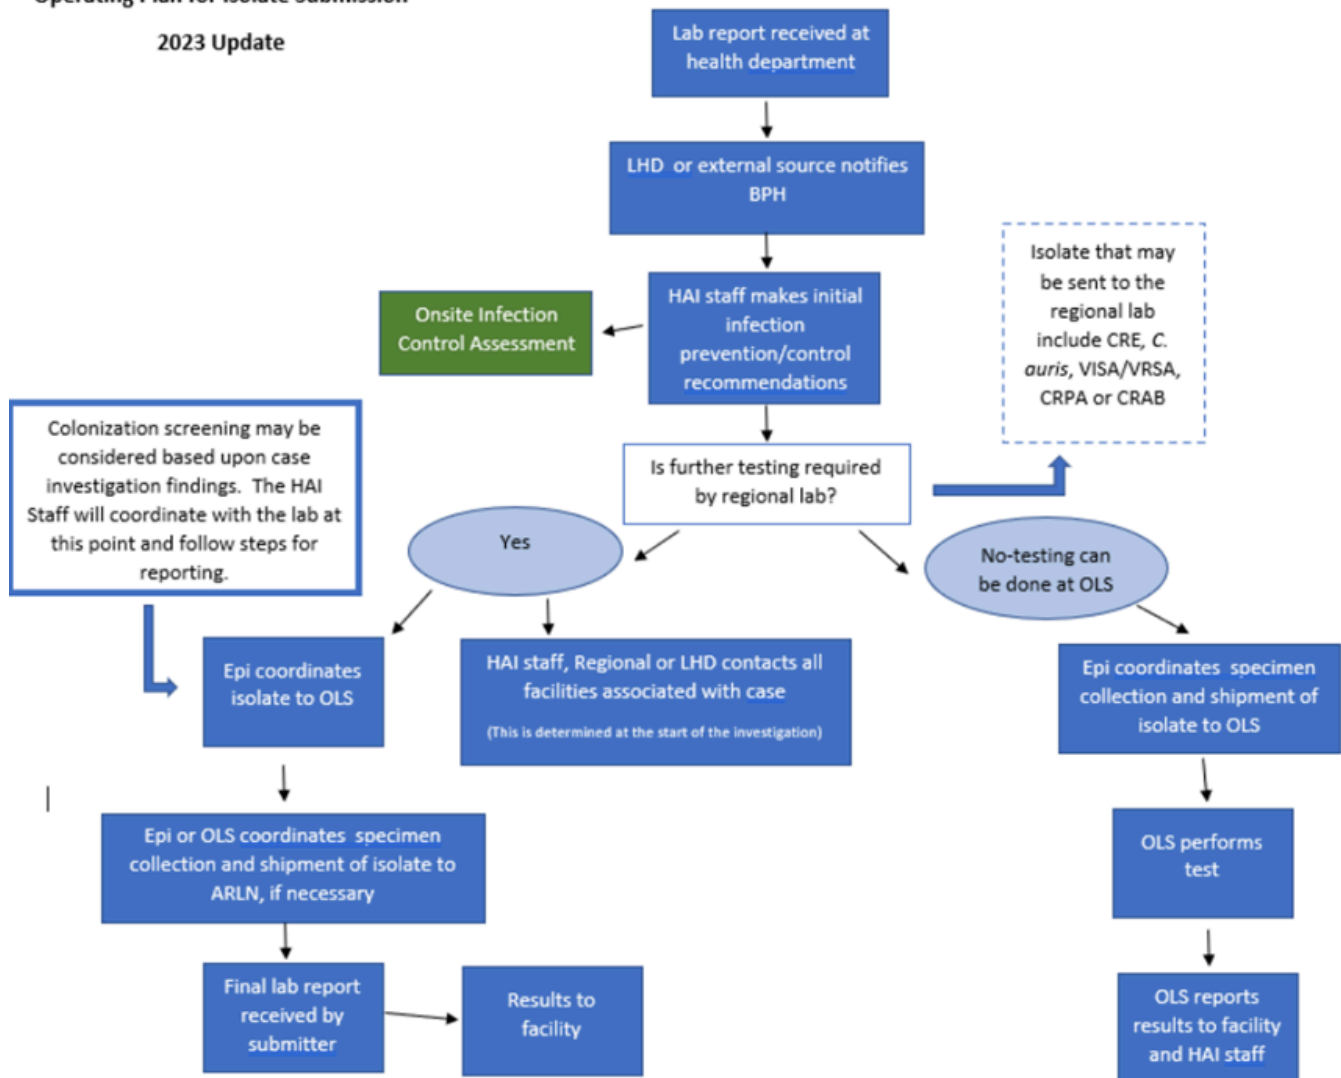 Operating Plan for Isolate Submission
2023 Update
Lab report received at
health department
LHD or external source notifies
BPH
HAI staff makes initial
infection
prevention/control
recommendations
Onsite Infection
Control Assessment
Isolate that may
be sent to the
regional lab
include CRE, C.
auris, VISA/VRSA,
CRPA or CRAB
Colonization screening may be
considered based upon case
investigation findings. The HAI
Staff will coordinate with the lab at
this point and follow steps for
reporting.
Is further testing required
by regional lab?
Yes
No-testing can
be done at OLS
Epi coordinates
isolate to OLS
HAI staff, Regional or LHD contacts all
facilities associated with case
(This is determined at the start of the investigation)
Epi coordinates specimen
collection and shipment of
isolate to OLS
Epi or OLS coordinates specimen
collection and shipment of isolate to
ARLN, if necessary
OLS performs
test
Final lab report
received by
submitter
Results to
facility
OLS reports
results to facility
and HAI staff